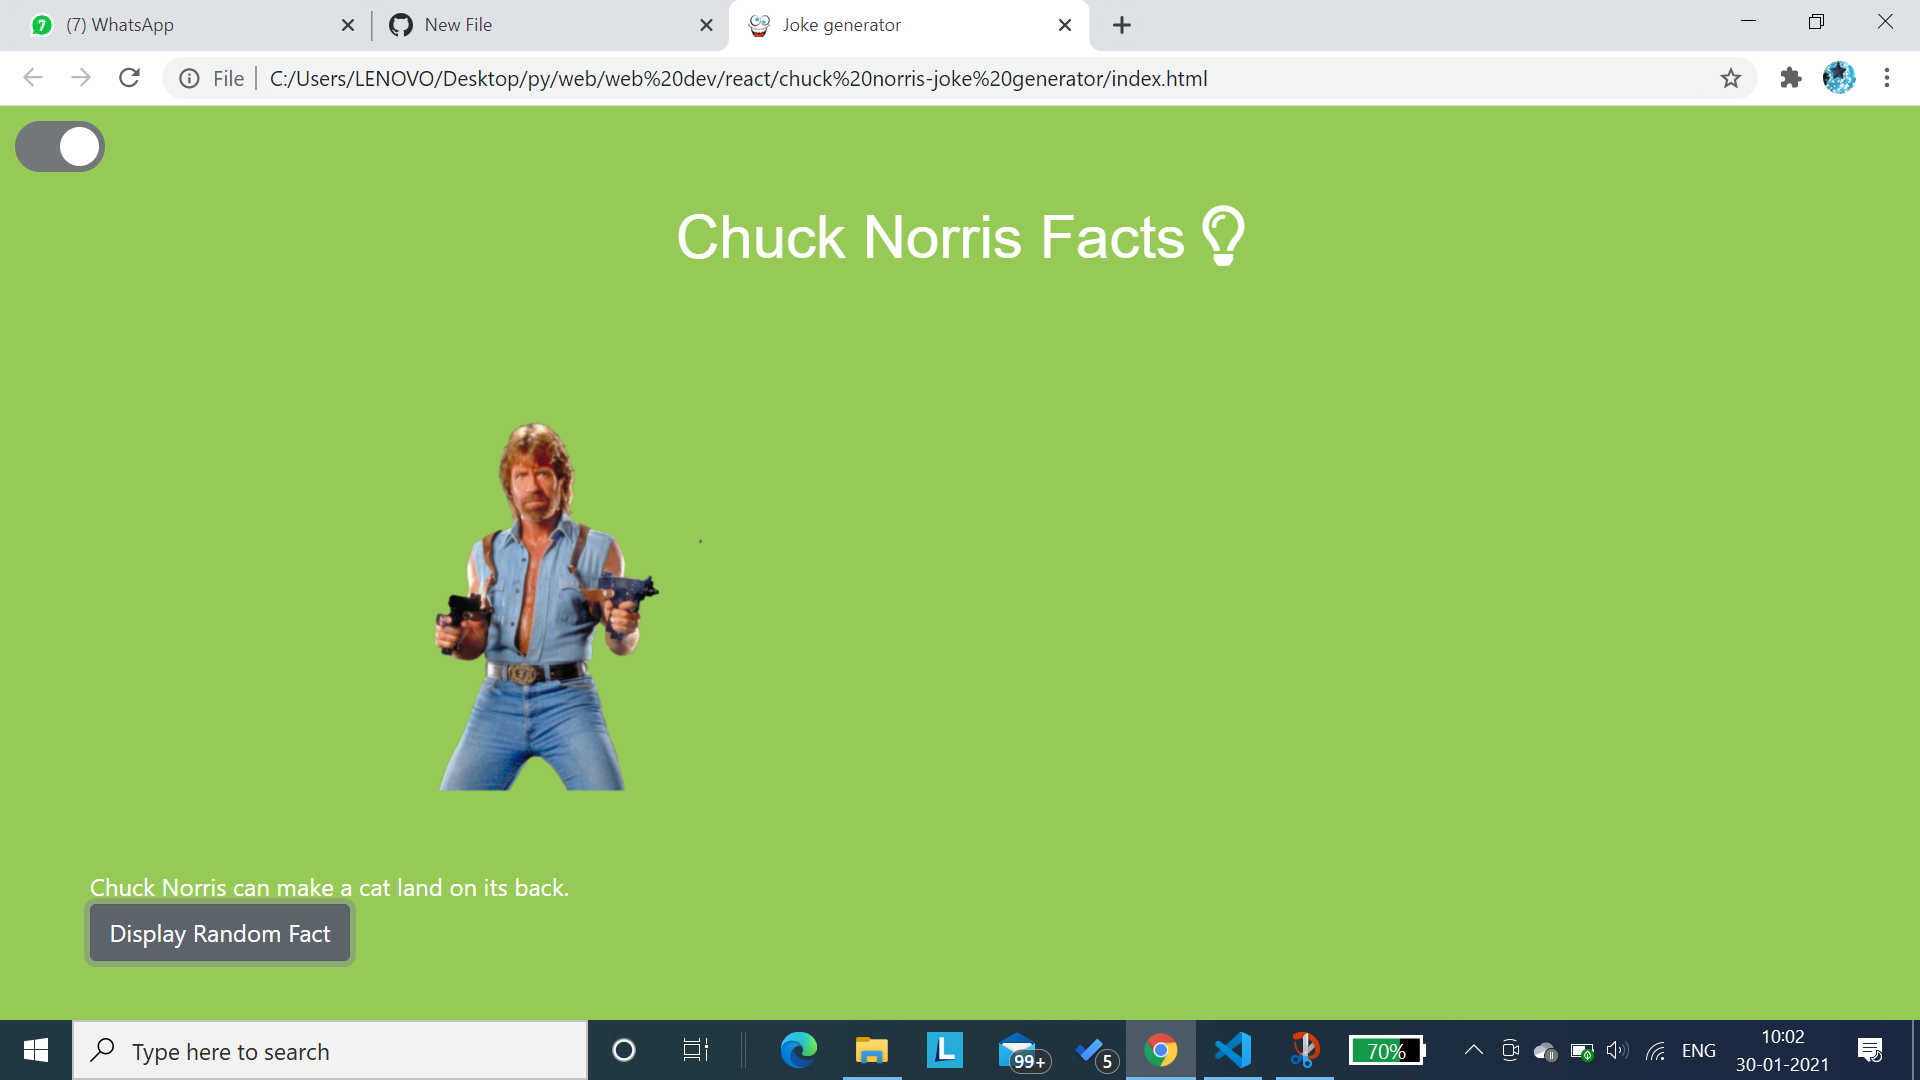 7 (7) WhatsApp
New File
Joke generator
File C:/Users/LENOVO/Desktop/py/web/web%20dev/react/chuck%20norris-joke%20generator/index.html
Chuck Norris Facts
Chuck Norris can make a cat land on its back.
Display Random Fact
Type here to search
L
99+
5
70%
ENG
10:02
30-01-2021